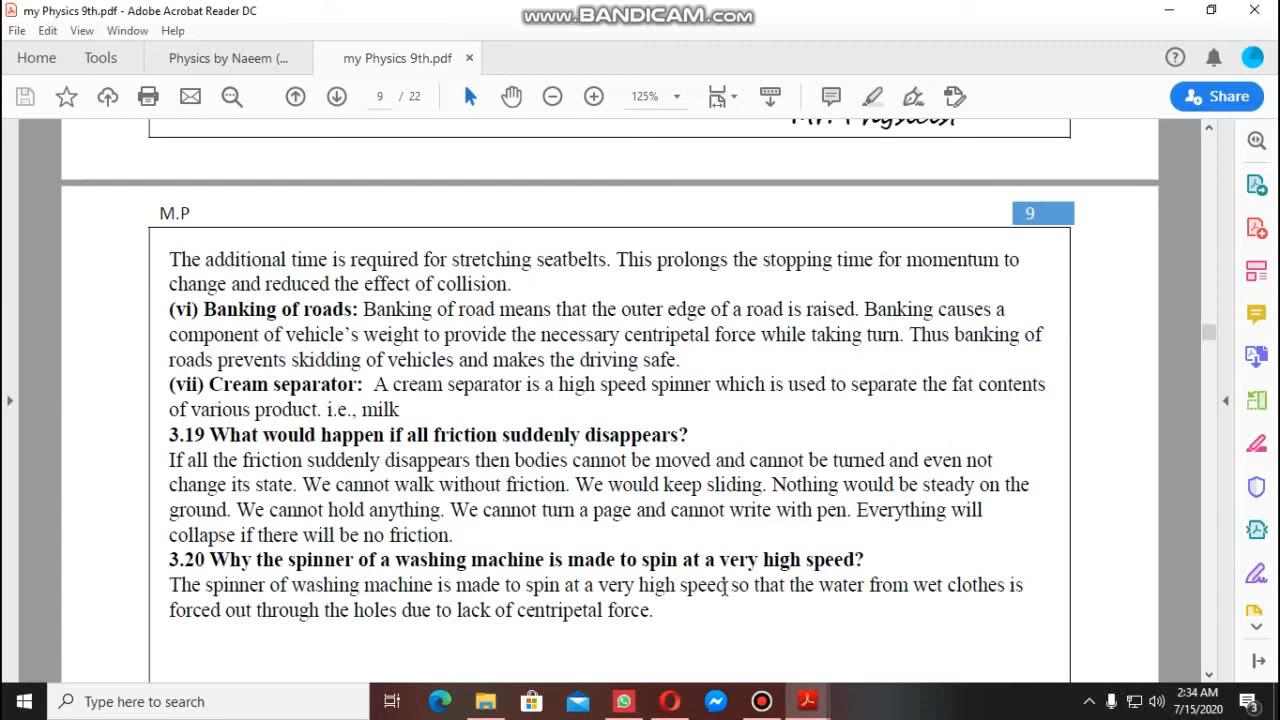 my Physics 9th.pdf - Adobe Acrobat Reader DC
www.BANDICAM.com
File Edit View Window Help
Home Tools Physics by Naeem (... my Physics 9th.pdf ×
9 / 22 125% Share
Mr. Physicist
M.P 9
The additional time is required for stretching seatbelts. This prolongs the stopping time for momentum to
change and reduced the effect of collision.
(vi) Banking of roads: Banking of road means that the outer edge of a road is raised. Banking causes a
component of vehicle’s weight to provide the necessary centripetal force while taking turn. Thus banking of
roads prevents skidding of vehicles and makes the driving safe.
(vii) Cream separator: A cream separator is a high speed spinner which is used to separate the fat contents
of various product. i.e., milk
3.19 What would happen if all friction suddenly disappears?
If all the friction suddenly disappears then bodies cannot be moved and cannot be turned and even not
change its state. We cannot walk without friction. We would keep sliding. Nothing would be steady on the
ground. We cannot hold anything. We cannot turn a page and cannot write with pen. Everything will
collapse if there will be no friction.
3.20 Why the spinner of a washing machine is made to spin at a very high speed?
The spinner of washing machine is made to spin at a very high speed so that the water from wet clothes is
forced out through the holes due to lack of centripetal force.
Type here to search
2:34 AM
7/15/2020
3